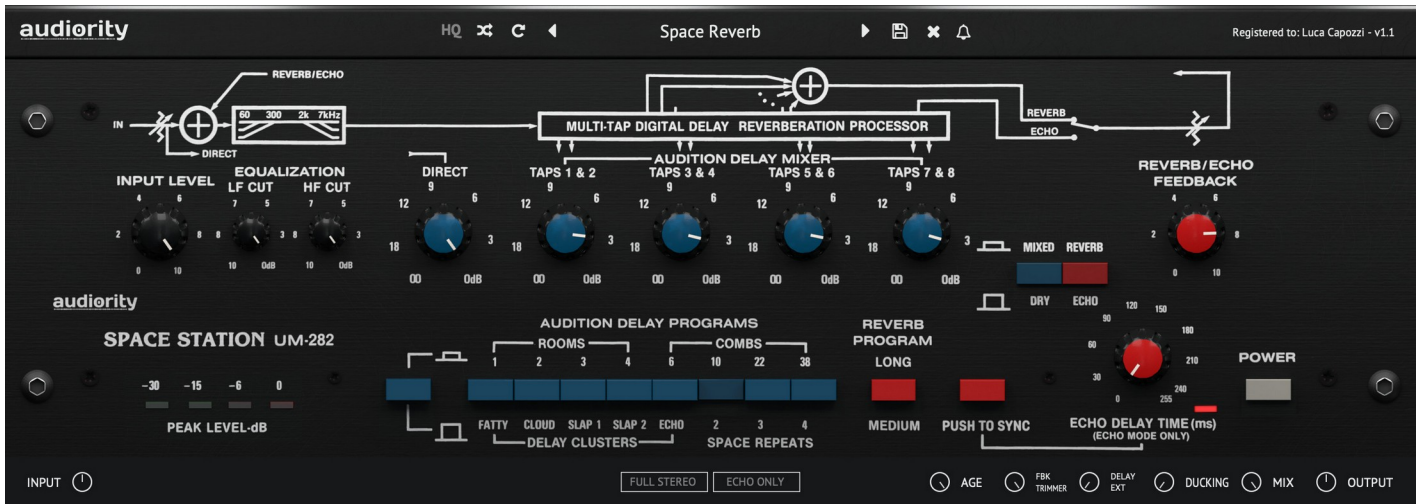 audiority
HQ
Space Reverb
Registered to: Luca Capozzi - v1.1
REVERB/ECHO
60 300 2k 7kHz
IN
DIRECT
MULTI-TAP DIGITAL DELAY REVERBERATION PROCESSOR
REVERB
ECHO
AUDITION DELAY MIXER
INPUT LEVEL
EQUALIZATION
LF CUT HF CUT
DIRECT
TAPS 1 & 2
TAPS 3 & 4
TAPS 5 & 6
TAPS 7 & 8
REVERB/ECHO
FEEDBACK
0 2 4 6 8 10
10 8 7 5 3 0dB
10 8 7 5 3 0dB
00 18 12 9 6 3 0dB
00 18 12 9 6 3 0dB
00 18 12 9 6 3 0dB
00 18 12 9 6 3 0dB
00 18 12 9 6 3 0dB
0 2 4 6 8 10
MIXED REVERB
DRY ECHO
audiority
SPACE STATION UM-282
-30 -15 -6 0
PEAK LEVEL-dB
AUDITION DELAY PROGRAMS
ROOMS COMBS
1 2 3 4 6 10 22 38
FATTY CLOUD SLAP 1 SLAP 2 ECHO 2 3 4
DELAY CLUSTERS SPACE REPEATS
REVERB
PROGRAM
LONG
MEDIUM
PUSH TO SYNC
0 30 60 90 120 150 180 210 240 255
ECHO DELAY TIME (ms)
(ECHO MODE ONLY)
POWER
INPUT
FULL STEREO
ECHO ONLY
AGE
FBK
TRIMMER
DELAY
EXT
DUCKING
MIX
OUTPUT